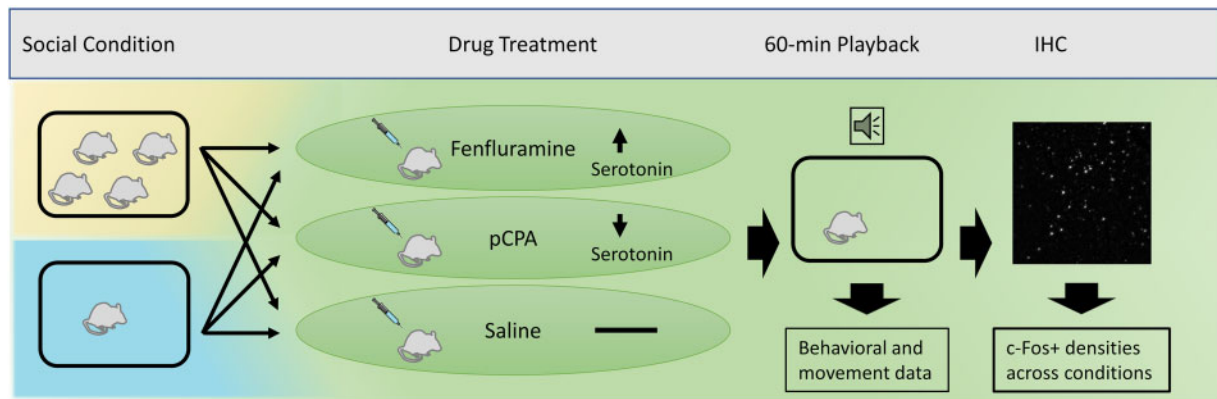 Social Condition
Drug Treatment
60-min Playback
IHC
Fenfluramine
Serotonin
pCPA
Serotonin
Saline
Behavioral and
movement data
c-Fos+ densities
across conditions